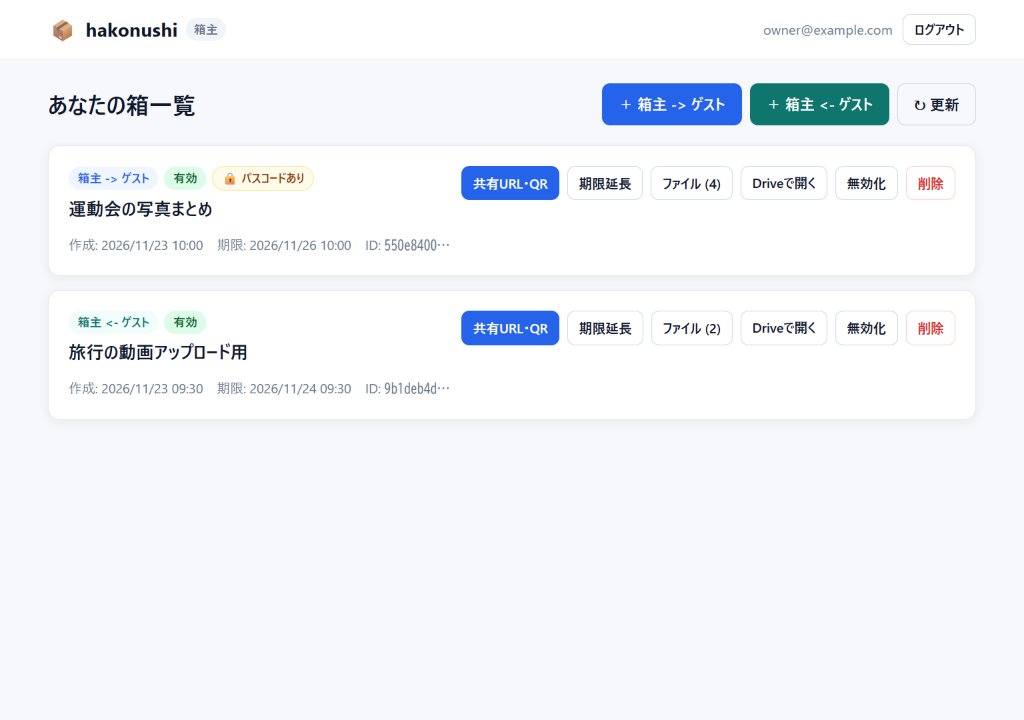 📦 hakonushi 箱主 owner@example.com ログアウト
あなたの箱一覧 ＋ 箱主 -> ゲスト ＋ 箱主 <- ゲスト ↻ 更新
箱主 -> ゲスト 有効 🔒 パスコードあり 共有URL・QR 期限延長 ファイル (4) Driveで開く 無効化 削除
運動会の写真まとめ
作成: 2026/11/23 10:00 期限: 2026/11/26 10:00 ID: 550e8400…
箱主 <- ゲスト 有効 共有URL・QR 期限延長 ファイル (2) Driveで開く 無効化 削除
旅行の動画アップロード用
作成: 2026/11/23 09:30 期限: 2026/11/24 09:30 ID: 9b1deb4d…